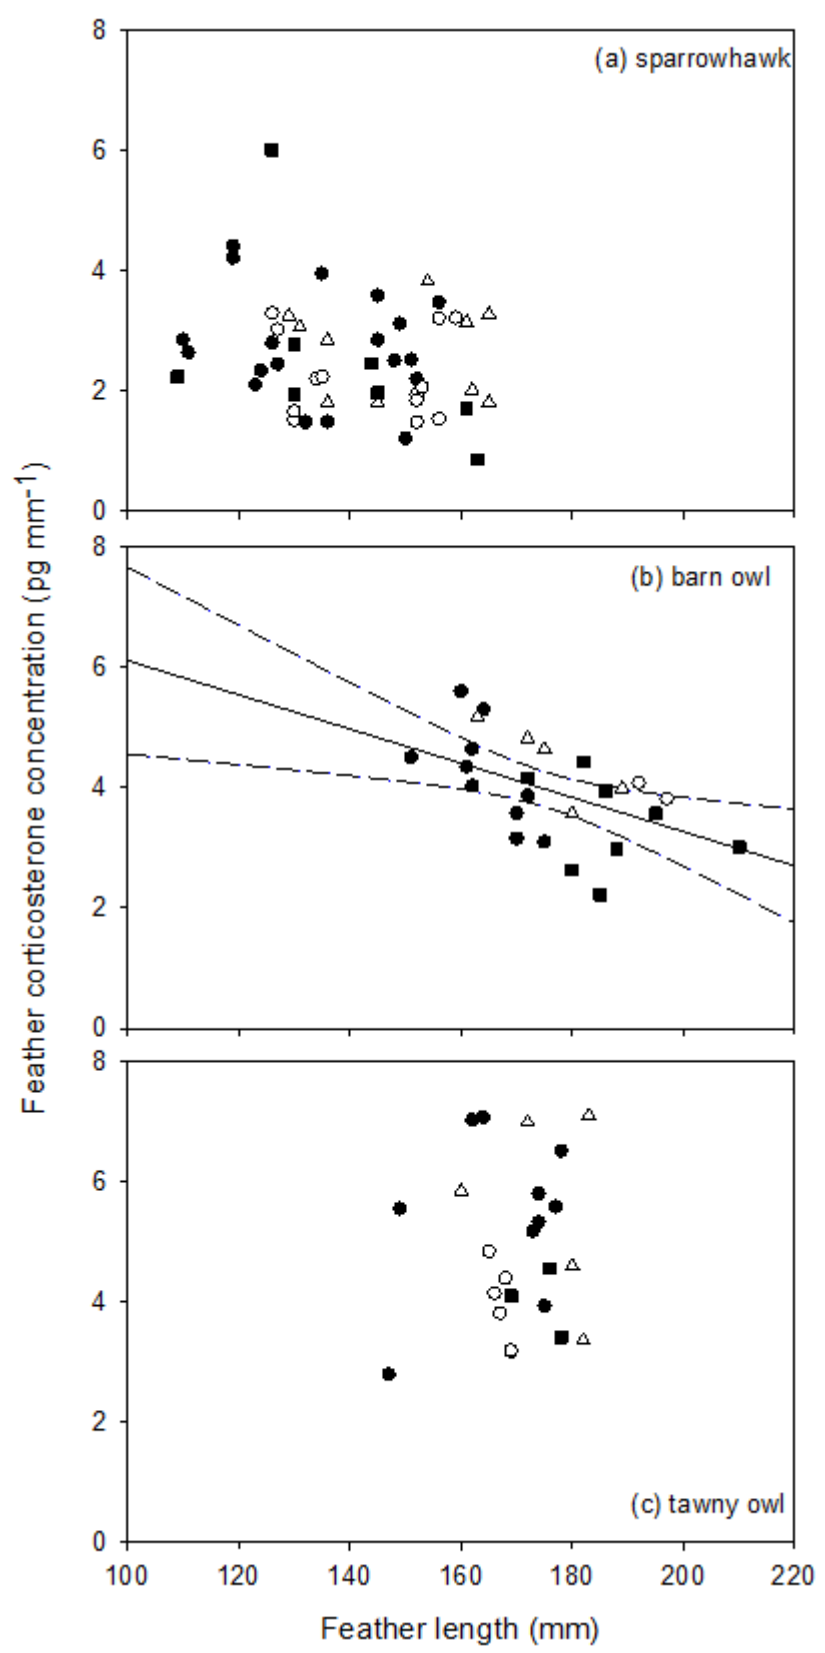 8
(a) sparrowhawk
6
4
2
0
8
(b) barn owl
6
4
2
0
8
6
4
2
(c) tawny owl
0
100 120 140 160 180 200 220
Feather length (mm)
Feather corticosterone concentration (pg mm-1)